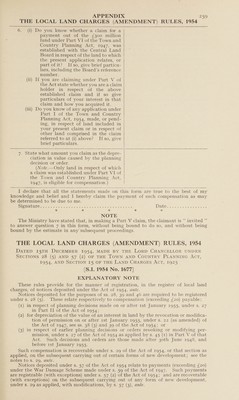 APPENDIX 259
THE LOCAL LAND CHARGES (AMENDMENT) RULES, 1954
6. (i) Do you know whether a claim for a
payment out of the £300 million
fund under Part VI of the Town and
Country Planning Act, 1947, was
established with the Central Land
Board in respect of the land to which
the present application relates, or
part of it? If so, give brief particu-
lars, including the Board's reference
number.
(ii) If you are claiming under Part V of
the Act state whether you are a claim
holder in respect of the above
established claim and if so give
particulars of your interest in that
claim and how you acquired it.
(iii) Do you know of any application under
Part I of the Town and Country
Planning Act, 1954, made, or pend-
ing, in respect of land included in
your present claim or in respect of
other land comprised in the claim
referred to at (i) above? If so, give
brief particulars.
7. State what amount you claim as the depre-
ciation in value caused by the planning
decision or order.
(Note.—Only land in respect of which
a claim was established under Part VI of
the Town and Country Planning Act,
1947, is eligible for compensation.)
I declare that all the statements made on this form are true to the best of my
knowledge and belief and I hereby claim the payment of such compensation as may
be determined to be due to me.
Signature Date
* * * * *
NOTE
The Ministry have stated that, in making a Part V claim, the claimant is " invited "
to answer question 7 in this form, without being bound to do so, and without being
bound by the estimate in any subsequent proceedings.
THE LOCAL LAND CHARGES (AMENDMENT) RULES, 1954
DATED 15TH DECEMBER 1954, MADE BY THE LORD CHANCELLOR UNDER
SECTIONS 28 (5) AND 57 (2) OF THE TOWN AND COUNTRY PLANNING ACT,
1954, AND SECTION 15 OF THE LAND CHARGES ACT, 1925
[S.I. 1954 No. 1677]
EXPLANATORY NOTE
These rules provide for the manner of registration, in the register of local land
charges, of notices deposited under the Act of 1954, sect.
Notices deposited for the purposes of ss. 28, 39 and 46 are required to be registered
under s. 28 (5). These relate respectively to compensation (exceeding £20) payable:
(1) in respect of planning decisions made on or after 1st January 1955, under s. 27
in Part II of the Act of 1954;
(2) for depreciation of the value of an interest in land by the revocation or modifica-
tion of permission on or after 1st January 1955, under s. 22 (as amended) of
the Act of 1947, see ss. 38 (3) and 39 of the Act of 1954; or
(3) in respect of earlier planning decisions or orders revoking or modifying per-
mission, under s. 27 of the Act of 1954 as applied by s. 46 (1) in Part V of that
Act. Such decisions and orders are those made after 30th June 1948, and
before 1st January 1955.
Such compensation is recoverable under s. 29 of the Act of 1954, or that section as
applied, on the subsequent carrying out of certain forms of new development; see the
notes to s. 29, ante.
Notices deposited under s. 57 of the Act of 1954 relate to payments (exceeding £20)
under the War Damage Scheme made under s. 59 of the Act of 1947. Such payments
are registrable (with exceptions) under s. 57 (2) of the Act of 1954; and are recoverable
(with exceptions) on the subsequent carrying out of any form of new development,
under s. 29 as applied, with modifications, by s. 57 (3), sub-